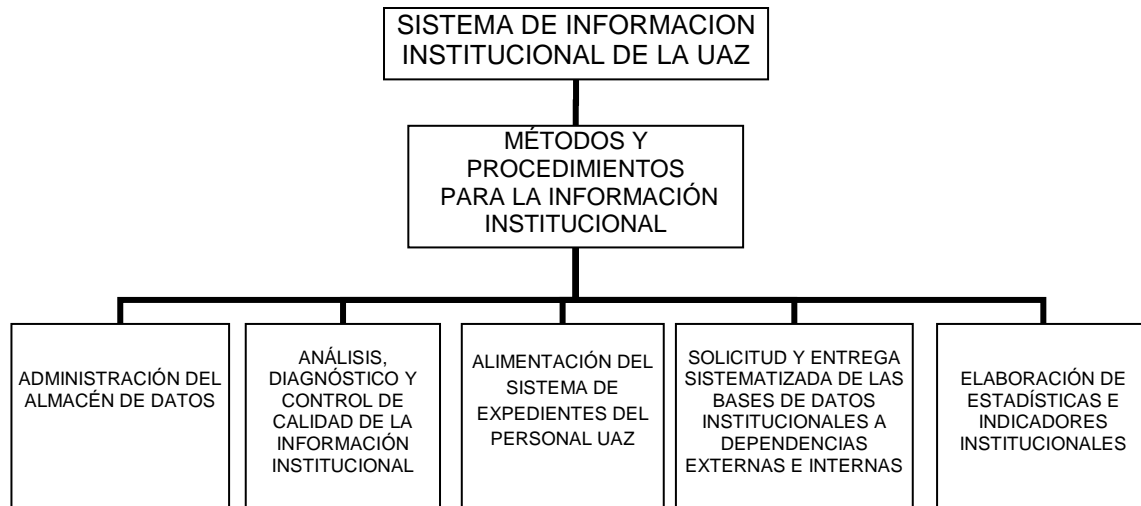 SISTEMA DE INFORMACION
INSTITUCIONAL DE LA UAZ
MÉTODOS Y
PROCEDIMIENTOS
PARA LA INFORMACIÓN
INSTITUCIONAL
ADMINISTRACIÓN DEL
ALMACÉN DE DATOS
ANÁLISIS,
DIAGNÓSTICO Y
CONTROL DE
CALIDAD DE LA
INFORMACIÓN
INSTITUCIONAL
ALIMENTACIÓN DEL
SISTEMA DE
EXPEDIENTES DEL
PERSONAL UAZ
SOLICITUD Y ENTREGA
SISTEMATIZADA DE LAS
BASES DE DATOS
INSTITUCIONALES A
DEPENDENCIAS
EXTERNAS E INTERNAS
ELABORACIÓN DE
ESTADÍSTICAS E
INDICADORES
INSTITUCIONALES